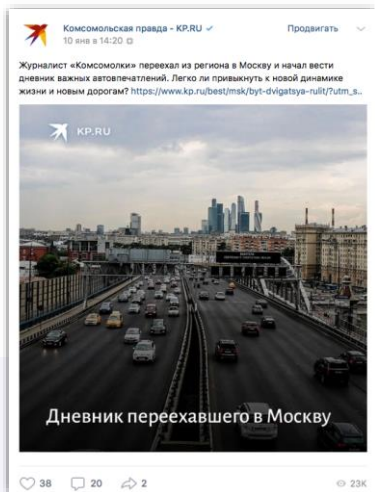 Комсомольская правда - KP.RU
Продвигать
10 янв в 14:20
Журналист «Комсомолки» переехал из региона в Москву и начал вести
дневник важных автовпечатлений. Легко ли привыкнуть к новой динамике
жизни и новым дорогам? https://www.kp.ru/best/msk/byt-dvigatsya-rulit/?utm_s..
KP.RU
Дневник переехавшего в Москву
38
20
2
23K